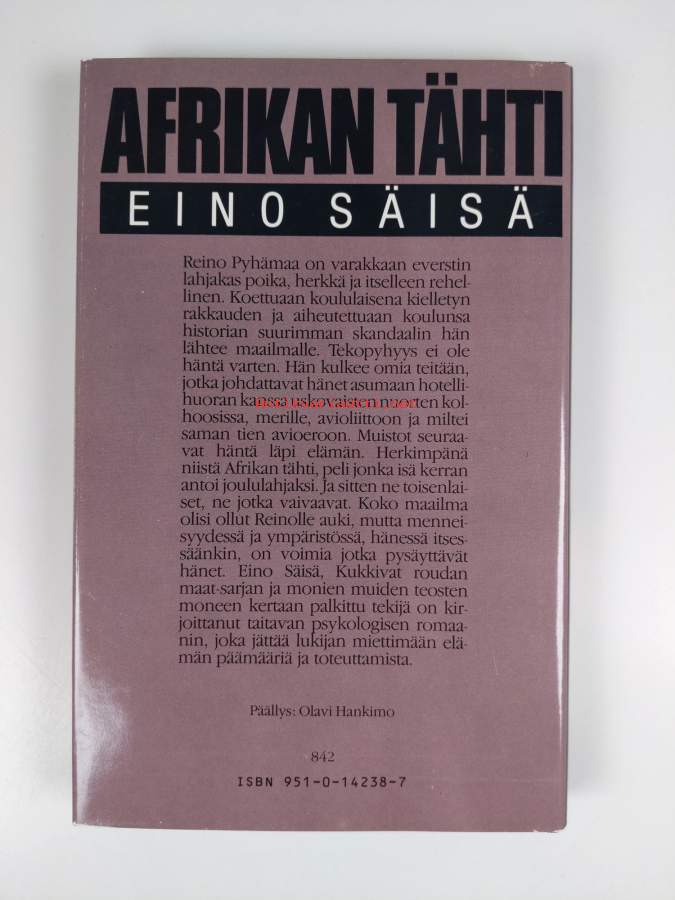 AFRIKAN TÄHTI
EINO SÄISÄ
Reino Pyhämaa on varakkaan everstin
lahjakas poika, herkkä ja itselleen rehel-
linen. Koettuaan koululaisena kielletyn
rakkauden ja aiheutettuaan koulunsa
historian suurimman skandaalin hän
lähtee maailmalle. Tekopyhyys ei ole
häntä varten. Hän kulkee omia teitään,
jotka johdattavat hänet asumaan hotelli-
huoran kanssa uskovaisten nuorten kol-
hoosissa, merille, avioliittoon ja miltei
saman tien avioeroon. Muistot seuraa-
vat häntä läpi elämän. Herkimpänä
niistä Afrikan tähti, peli jonka isä kerran
antoi joululahjaksi. Ja sitten ne toisenlai-
set, ne jotka vaivaavat. Koko maailma
olisi ollut Reinolle auki, mutta mennei-
syydessä ja ympäristössä, hänessä itses-
säänkin, on voimia jotka pysäyttävät
hänet. Eino Säisä, Kukkivat roudan
maat-sarjan ja monien muiden teosten
moneen kertaan palkittu tekijä on kir-
joittanut taitavan psykologisen romaa-
nin, joka jättää lukijan miettimään elä-
män päämääriä ja toteuttamista.
Päällys: Olavi Hankimo
842
ISBN 951-0-14238-7